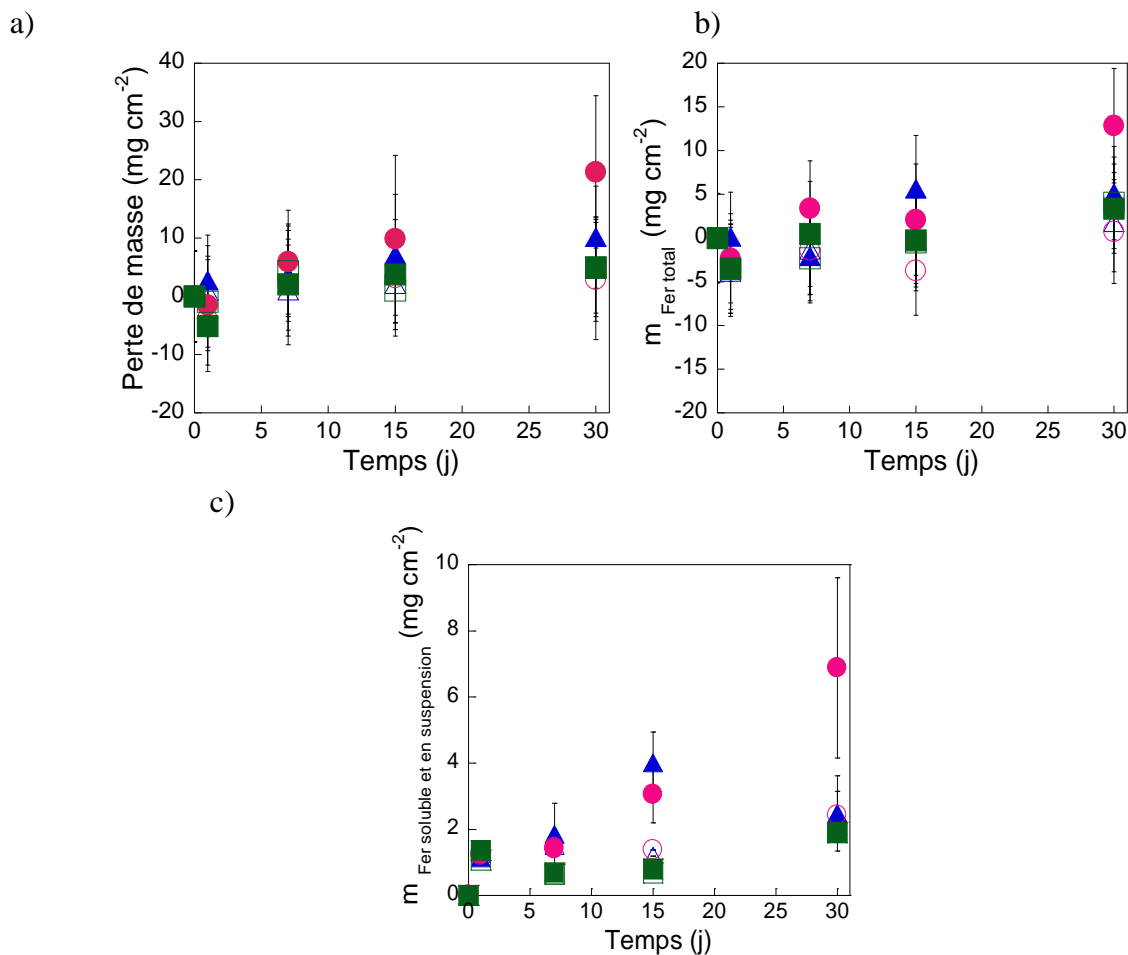 a)
Perte de masse (mg cm-2)
40
30
20
10
0
-10
-20
0 5 10 15 20 25 30
Temps (j)
b)
m Fer total (mg cm-2)
20
15
10
5
0
-5
-10
-15
-20
0 5 10 15 20 25 30
Temps (j)
c)
m Fer soluble et en suspension (mg cm-2)
10
8
6
4
2
0
0 5 10 15 20 25 30
Temps (j)